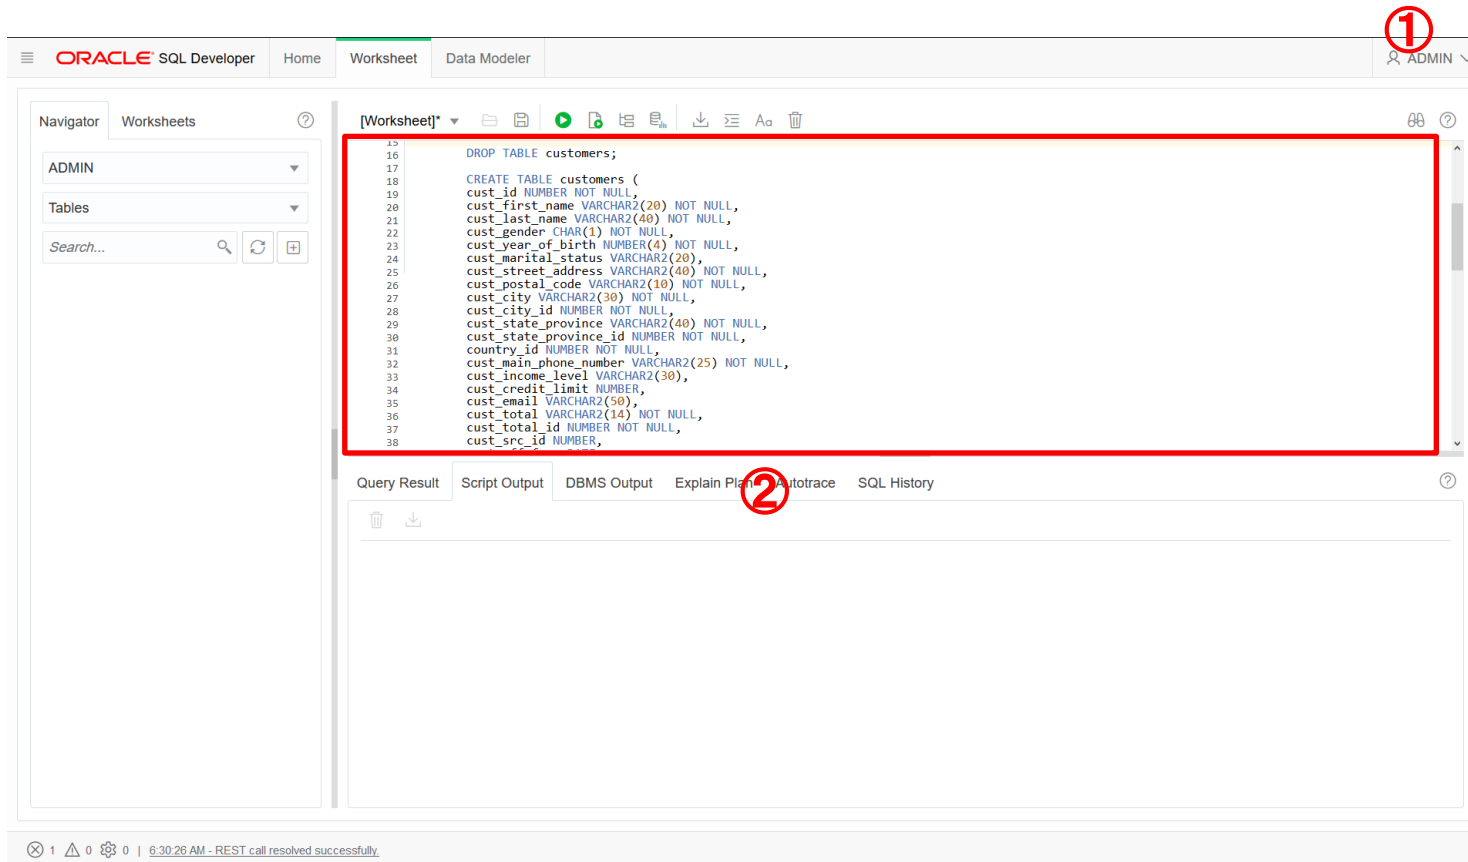 ①
ORACLE SQL Developer Home Worksheet Data Modeler ADMIN
Navigator Worksheets
[Worksheet]*
Aa
ADMIN
Tables
Search...
15
16 DROP TABLE customers;
17
18 CREATE TABLE customers (
19 cust_id NUMBER NOT NULL,
20 cust_first_name VARCHAR2(20) NOT NULL,
21 cust_last_name VARCHAR2(40) NOT NULL,
22 cust_gender CHAR(1) NOT NULL,
23 cust_year_of_birth NUMBER(4) NOT NULL,
24 cust_marital_status VARCHAR2(20),
25 cust_street_address VARCHAR2(40) NOT NULL,
26 cust_postal_code VARCHAR2(10) NOT NULL,
27 cust_city VARCHAR2(30) NOT NULL,
28 cust_city_id NUMBER NOT NULL,
29 cust_state_province VARCHAR2(40) NOT NULL,
30 cust_state_province_id NUMBER NOT NULL,
31 country_id NUMBER NOT NULL,
32 cust_main_phone_number VARCHAR2(25) NOT NULL,
33 cust_income_level VARCHAR2(30),
34 cust_credit_limit NUMBER,
35 cust_email VARCHAR2(50),
36 cust_total VARCHAR2(14) NOT NULL,
37 cust_total_id NUMBER NOT NULL,
38 cust_src_id NUMBER,
Query Result Script Output DBMS Output Explain Plan ② Autotrace SQL History
1 0 0 | 6:30:26 AM - REST call resolved successfully.